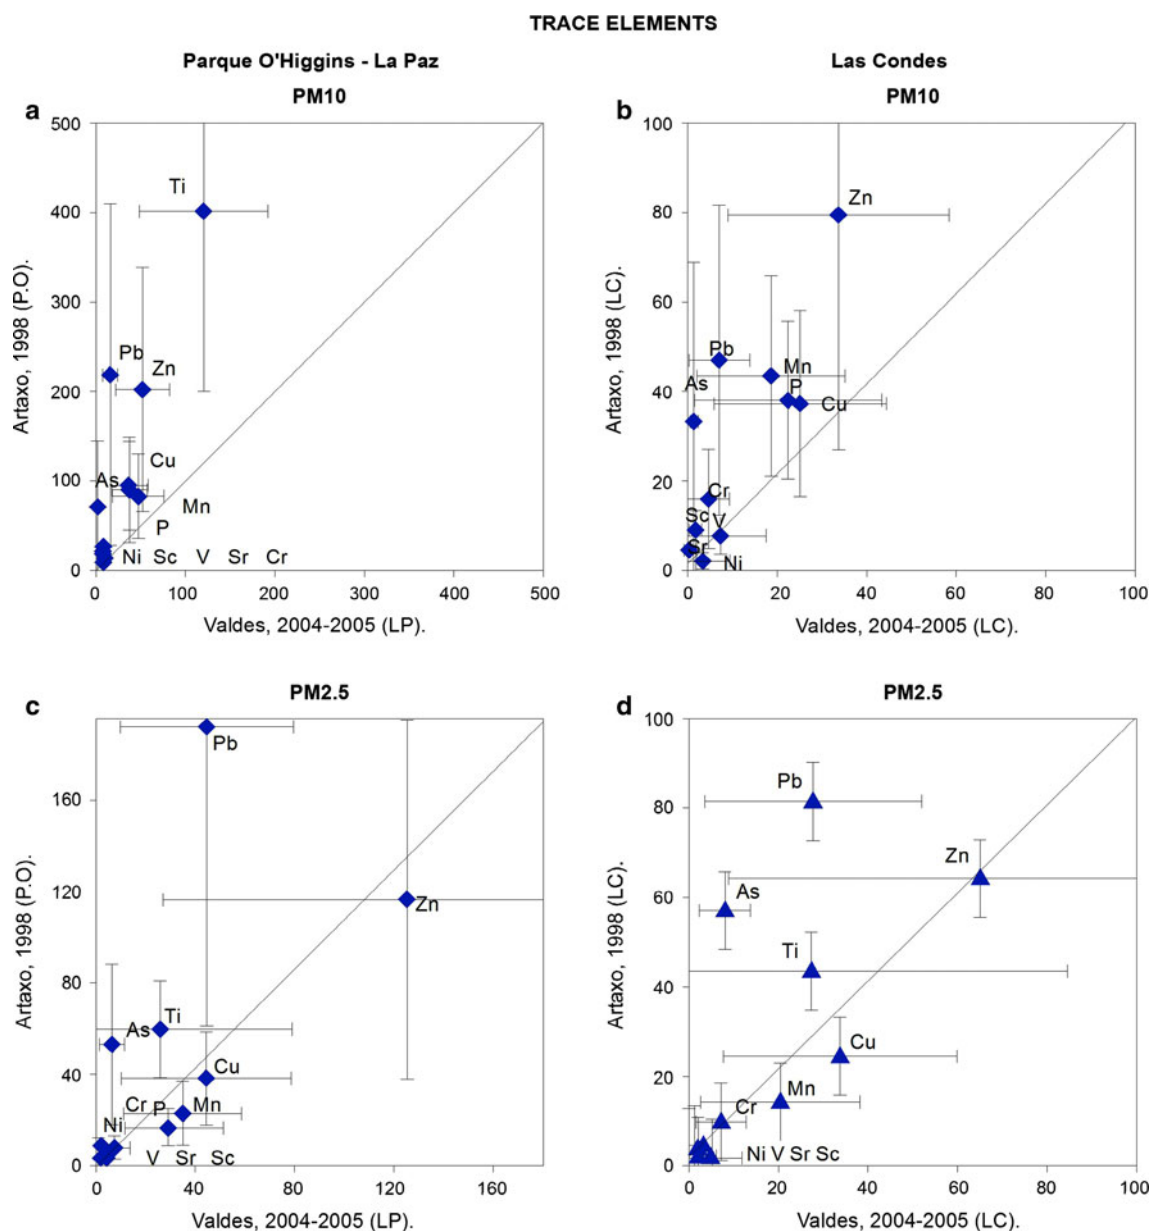 TRACE ELEMENTS
Parque O'Higgins - La Paz
Las Condes
a
PM10
500
400
300
200
100
0
Artaxo, 1998 (P.O).
Ti
Pb
Zn
Cu
As
Mn
P
Ni Sc V Sr Cr
0 100 200 300 400 500
Valdes, 2004-2005 (LP).
b
PM10
100
80
60
40
20
0
Artaxo, 1998 (LC).
Zn
Pb
Mn
As
P
Cu
Cr
Sc
V
Sr
Ni
0 20 40 60 80 100
Valdes, 2004-2005 (LC).
c
PM2.5
160
120
80
40
0
Artaxo, 1998 (P.O).
Pb
Zn
As
Ti
Cu
Cr
P
Mn
Ni
V Sr Sc
0 40 80 120 160
Valdes, 2004-2005 (LP).
d
PM2.5
100
80
60
40
20
0
Artaxo, 1998 (LC).
Pb
Zn
As
Ti
Cu
Mn
Cr
Ni V Sr Sc
0 20 40 60 80 100
Valdes, 2004-2005 (LC).